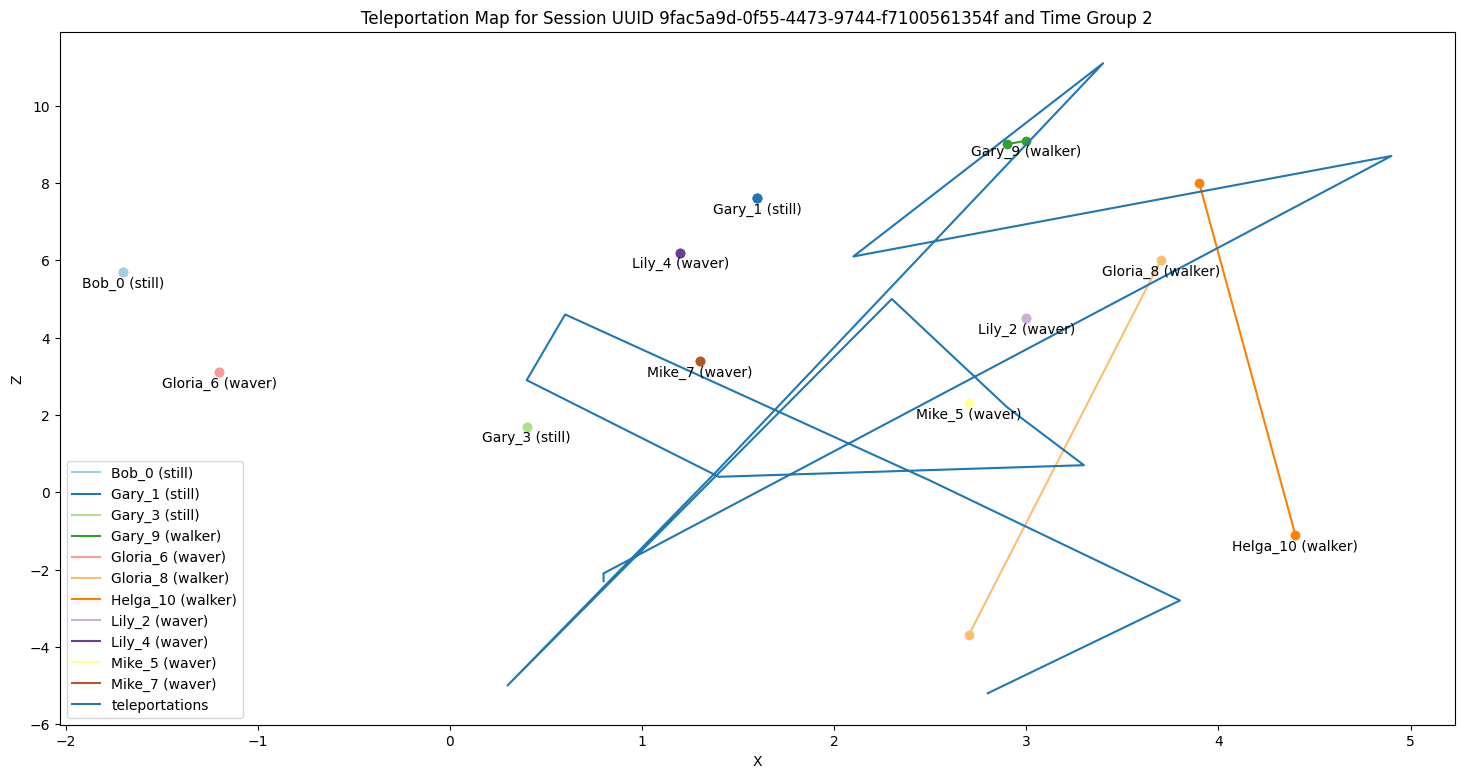 Teleportation Map for Session UUID 9fac5a9d-0f55-4473-9744-f7100561354f and Time Group 2
Z
10
8
6
4
2
0
−2
−4
−6
Gary_9 (walker)
Gary_1 (still)
Lily_4 (waver)
Gloria_8 (walker)
Bob_0 (still)
Lily_2 (waver)
Mike_7 (waver)
Gloria_6 (waver)
Mike_5 (waver)
Gary_3 (still)
Helga_10 (walker)
Bob_0 (still)
Gary_1 (still)
Gary_3 (still)
Gary_9 (walker)
Gloria_6 (waver)
Gloria_8 (walker)
Helga_10 (walker)
Lily_2 (waver)
Lily_4 (waver)
Mike_5 (waver)
Mike_7 (waver)
teleportations
−2 −1 0 1 2 3 4 5
X